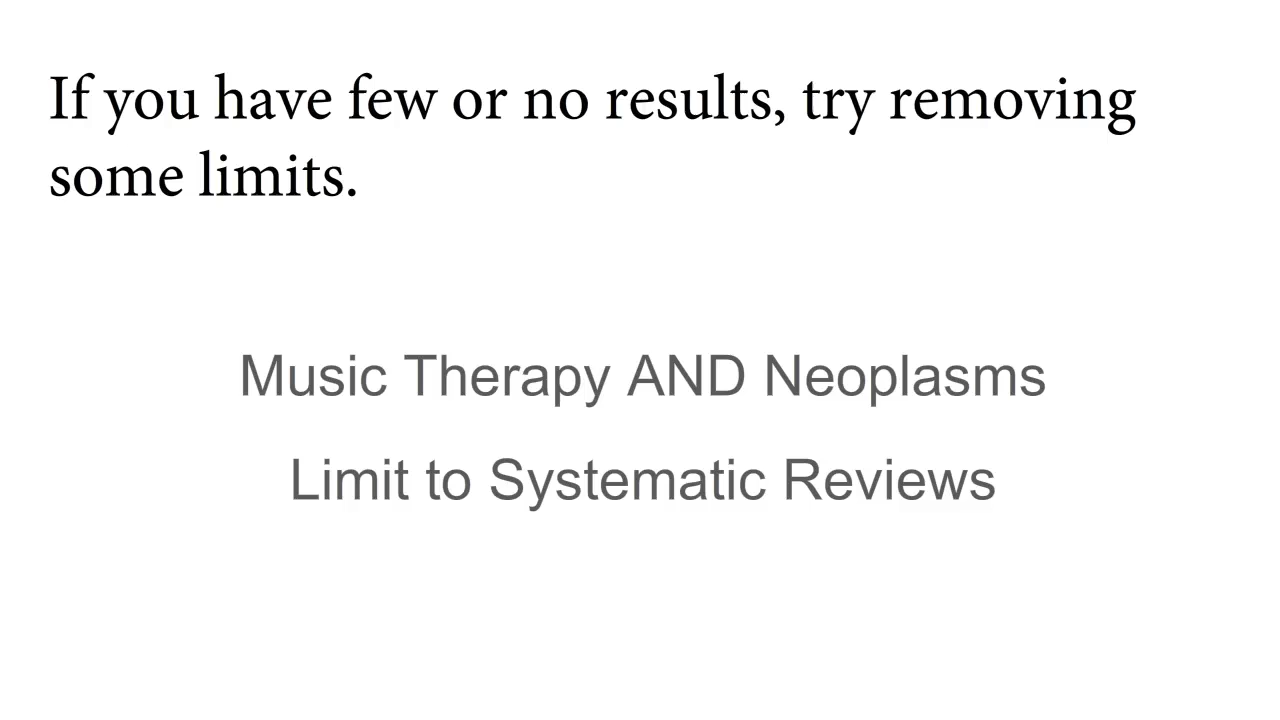 If you have few or no results, try removing
some limits.
Music Therapy AND Neoplasms
Limit to Systematic Reviews